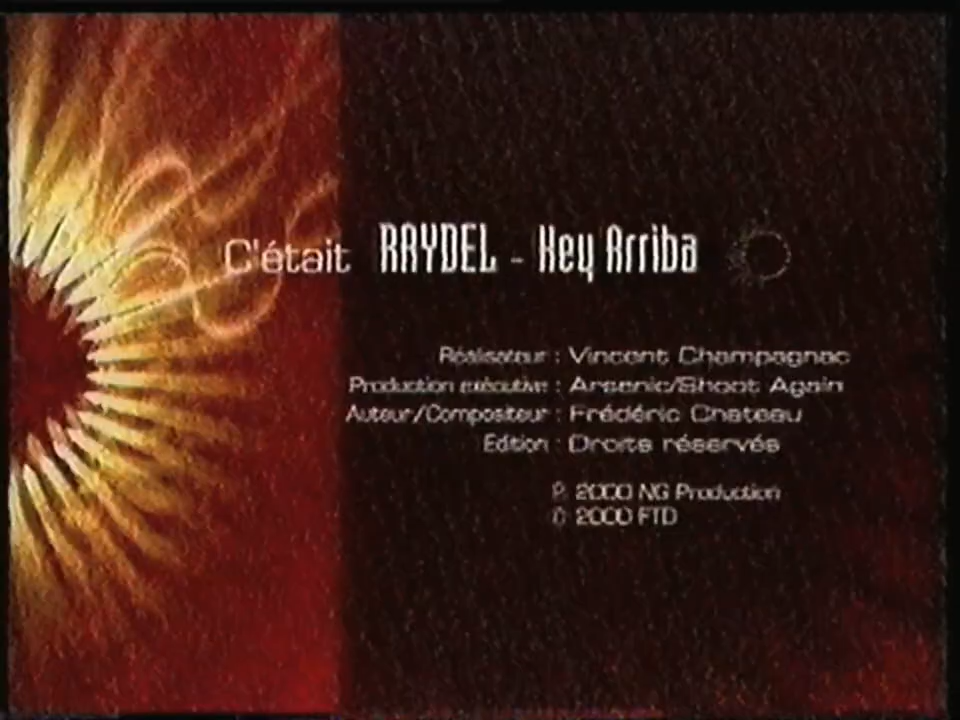 C'était RAYDEL - Key Arriba
Réalisateur : Vincent Champagnac
Production exécutive : Arsenic/Shoot Again
Auteur/Compositeur : Frédéric Chateau
Edition : Droits réservés
℗ 2000 NG Production
© 2000 FTD